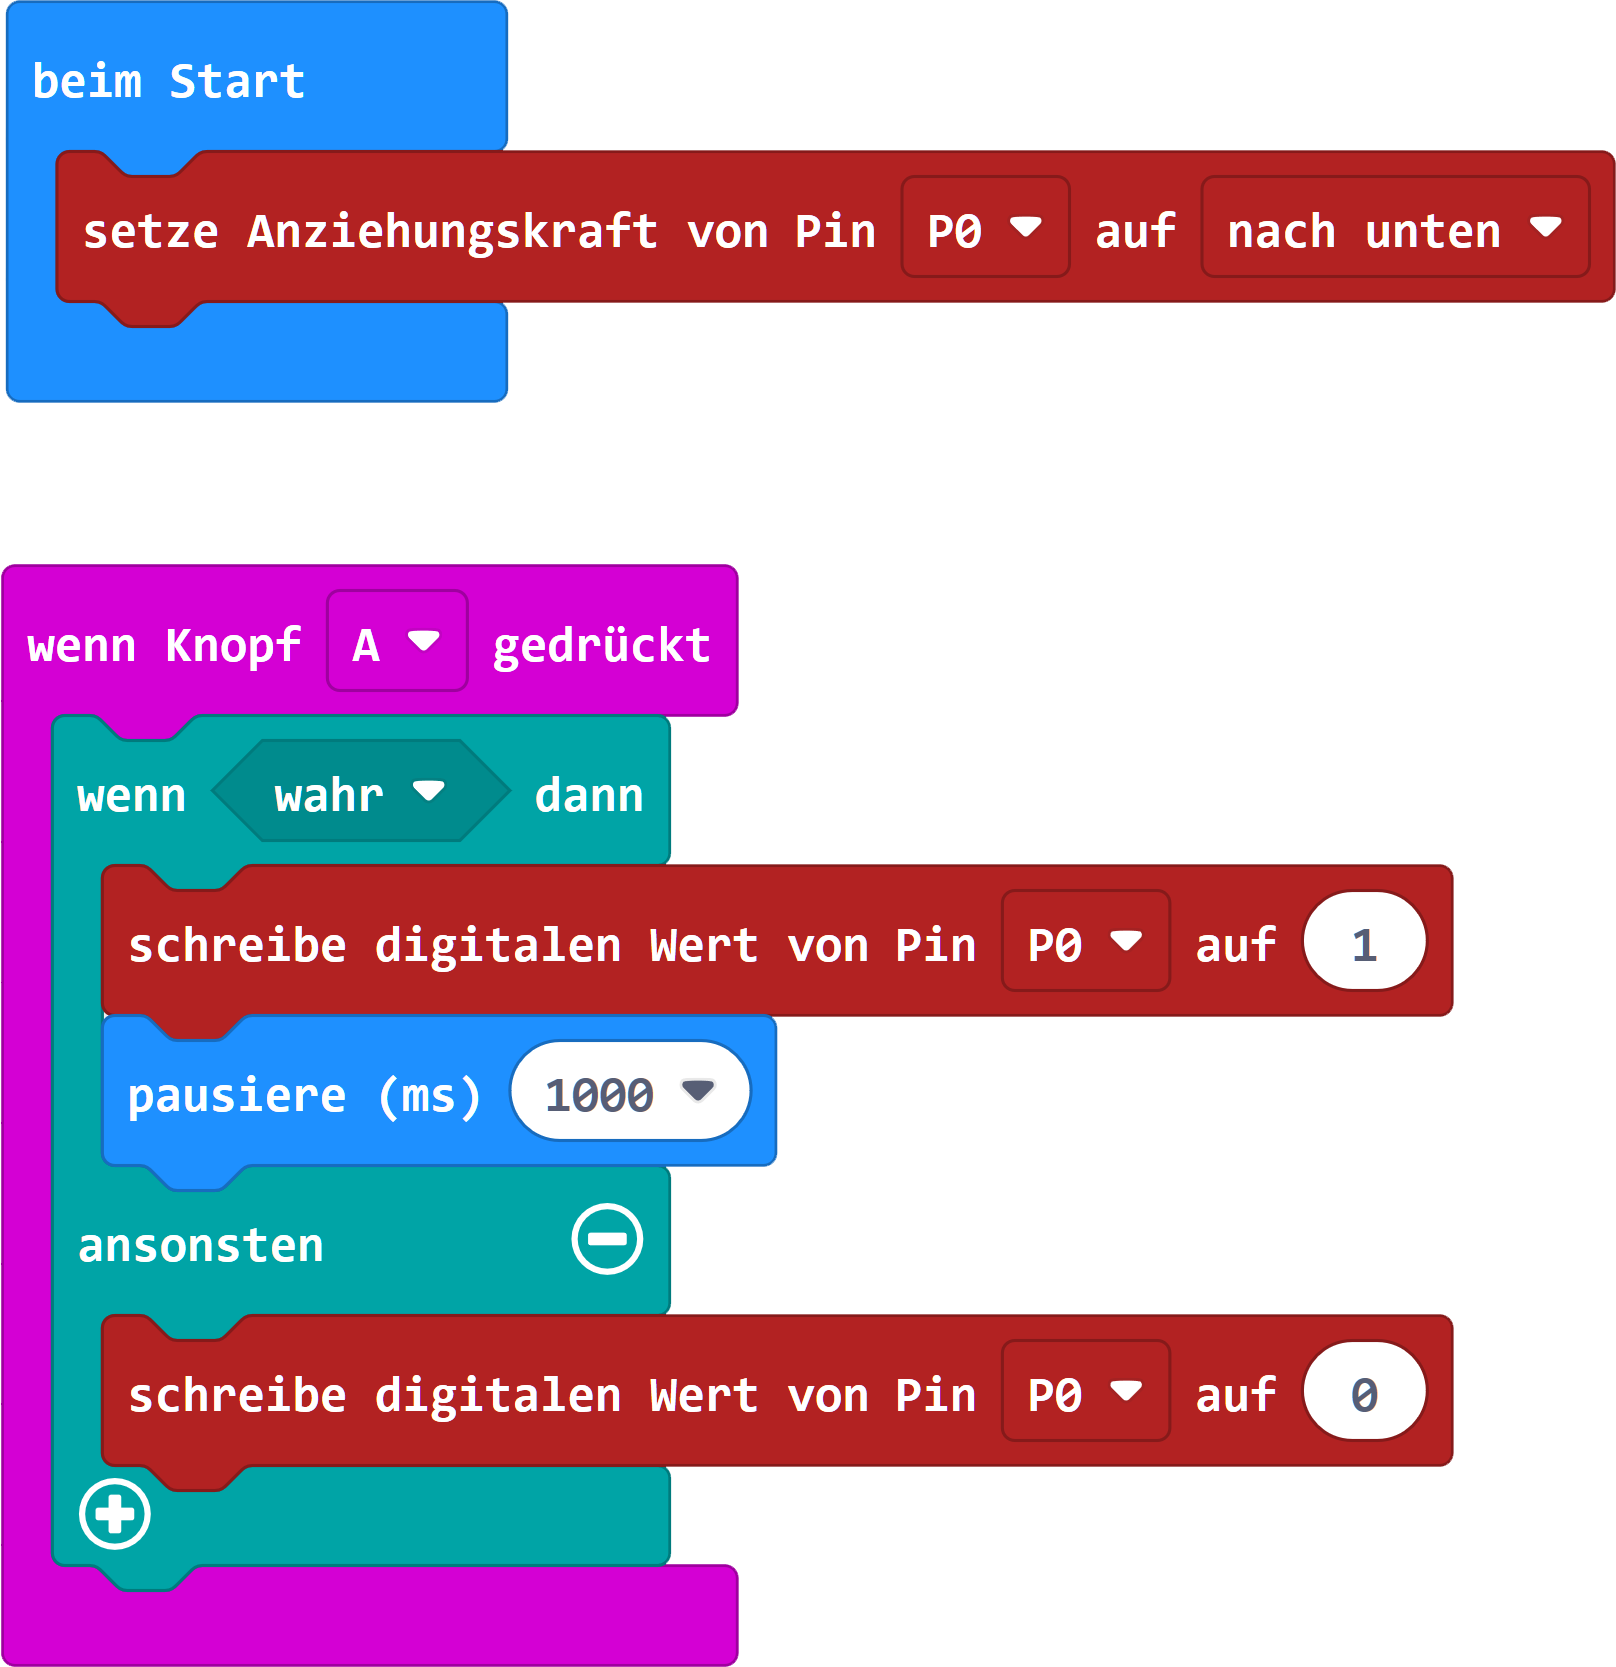 beim Start
setze Anziehungskraft von Pin P0 auf nach unten
wenn Knopf A gedrückt
wenn wahr dann
schreibe digitalen Wert von Pin P0 auf 1
pausiere (ms) 1000
ansonsten
schreibe digitalen Wert von Pin P0 auf 0